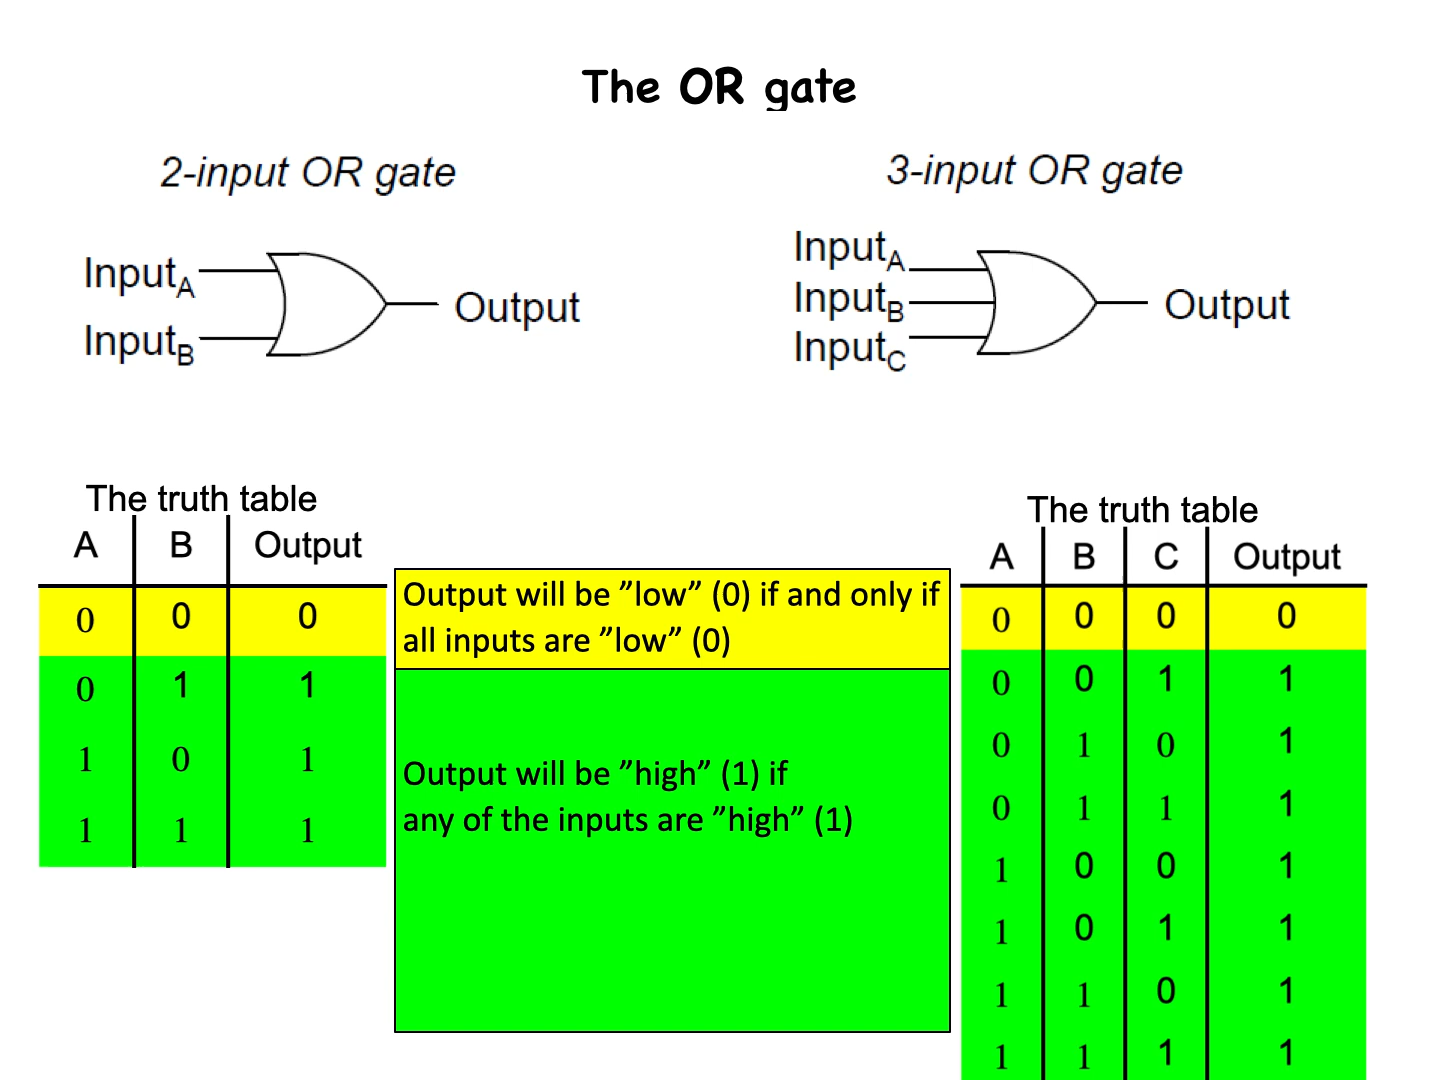 The OR gate
2-input OR gate
InputA
InputB
Output
3-input OR gate
InputA
InputB
InputC
Output
The truth table
A B Output
0 0 0
0 1 1
1 0 1
1 1 1
Output will be ”low” (0) if and only if
all inputs are ”low” (0)
Output will be ”high” (1) if
any of the inputs are ”high” (1)
The truth table
A B C Output
0 0 0 0
0 0 1 1
0 1 0 1
0 1 1 1
1 0 0 1
1 0 1 1
1 1 0 1
1 1 1 1